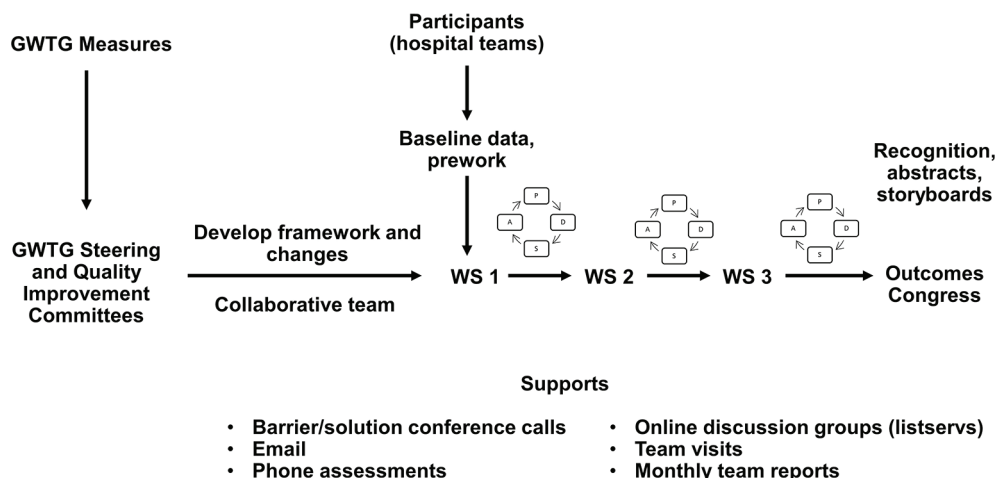 GWTG Measures
Participants
(hospital teams)
Baseline data,
prework
Recognition,
abstracts,
storyboards
P
A
D
S
P
A
D
S
P
A
D
S
GWTG Steering
and Quality
Improvement
Committees
Develop framework and
changes
Collaborative team
WS 1
WS 2
WS 3
Outcomes
Congress
Supports
• Barrier/solution conference calls
• Email
• Phone assessments
• Online discussion groups (listservs)
• Team visits
• Monthly team reports